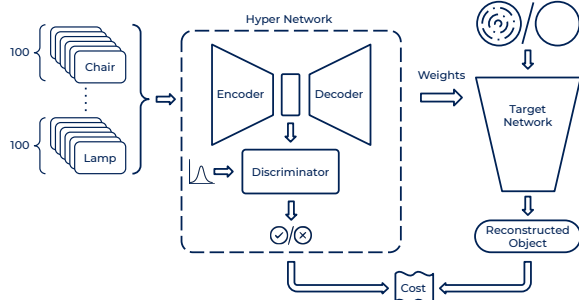 Hyper Network
100
Chair
100
Lamp
Encoder
Decoder
Discriminator
Weights
Target
Network
Reconstructed
Object
Cost